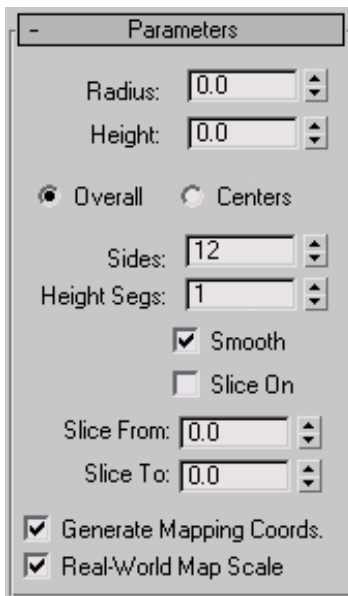 - Parameters
Radius: 0.0
Height: 0.0
Overall Centers
Sides: 12
Height Segs: 1
Smooth
Slice On
Slice From: 0.0
Slice To: 0.0
Generate Mapping Coords.
Real-World Map Scale